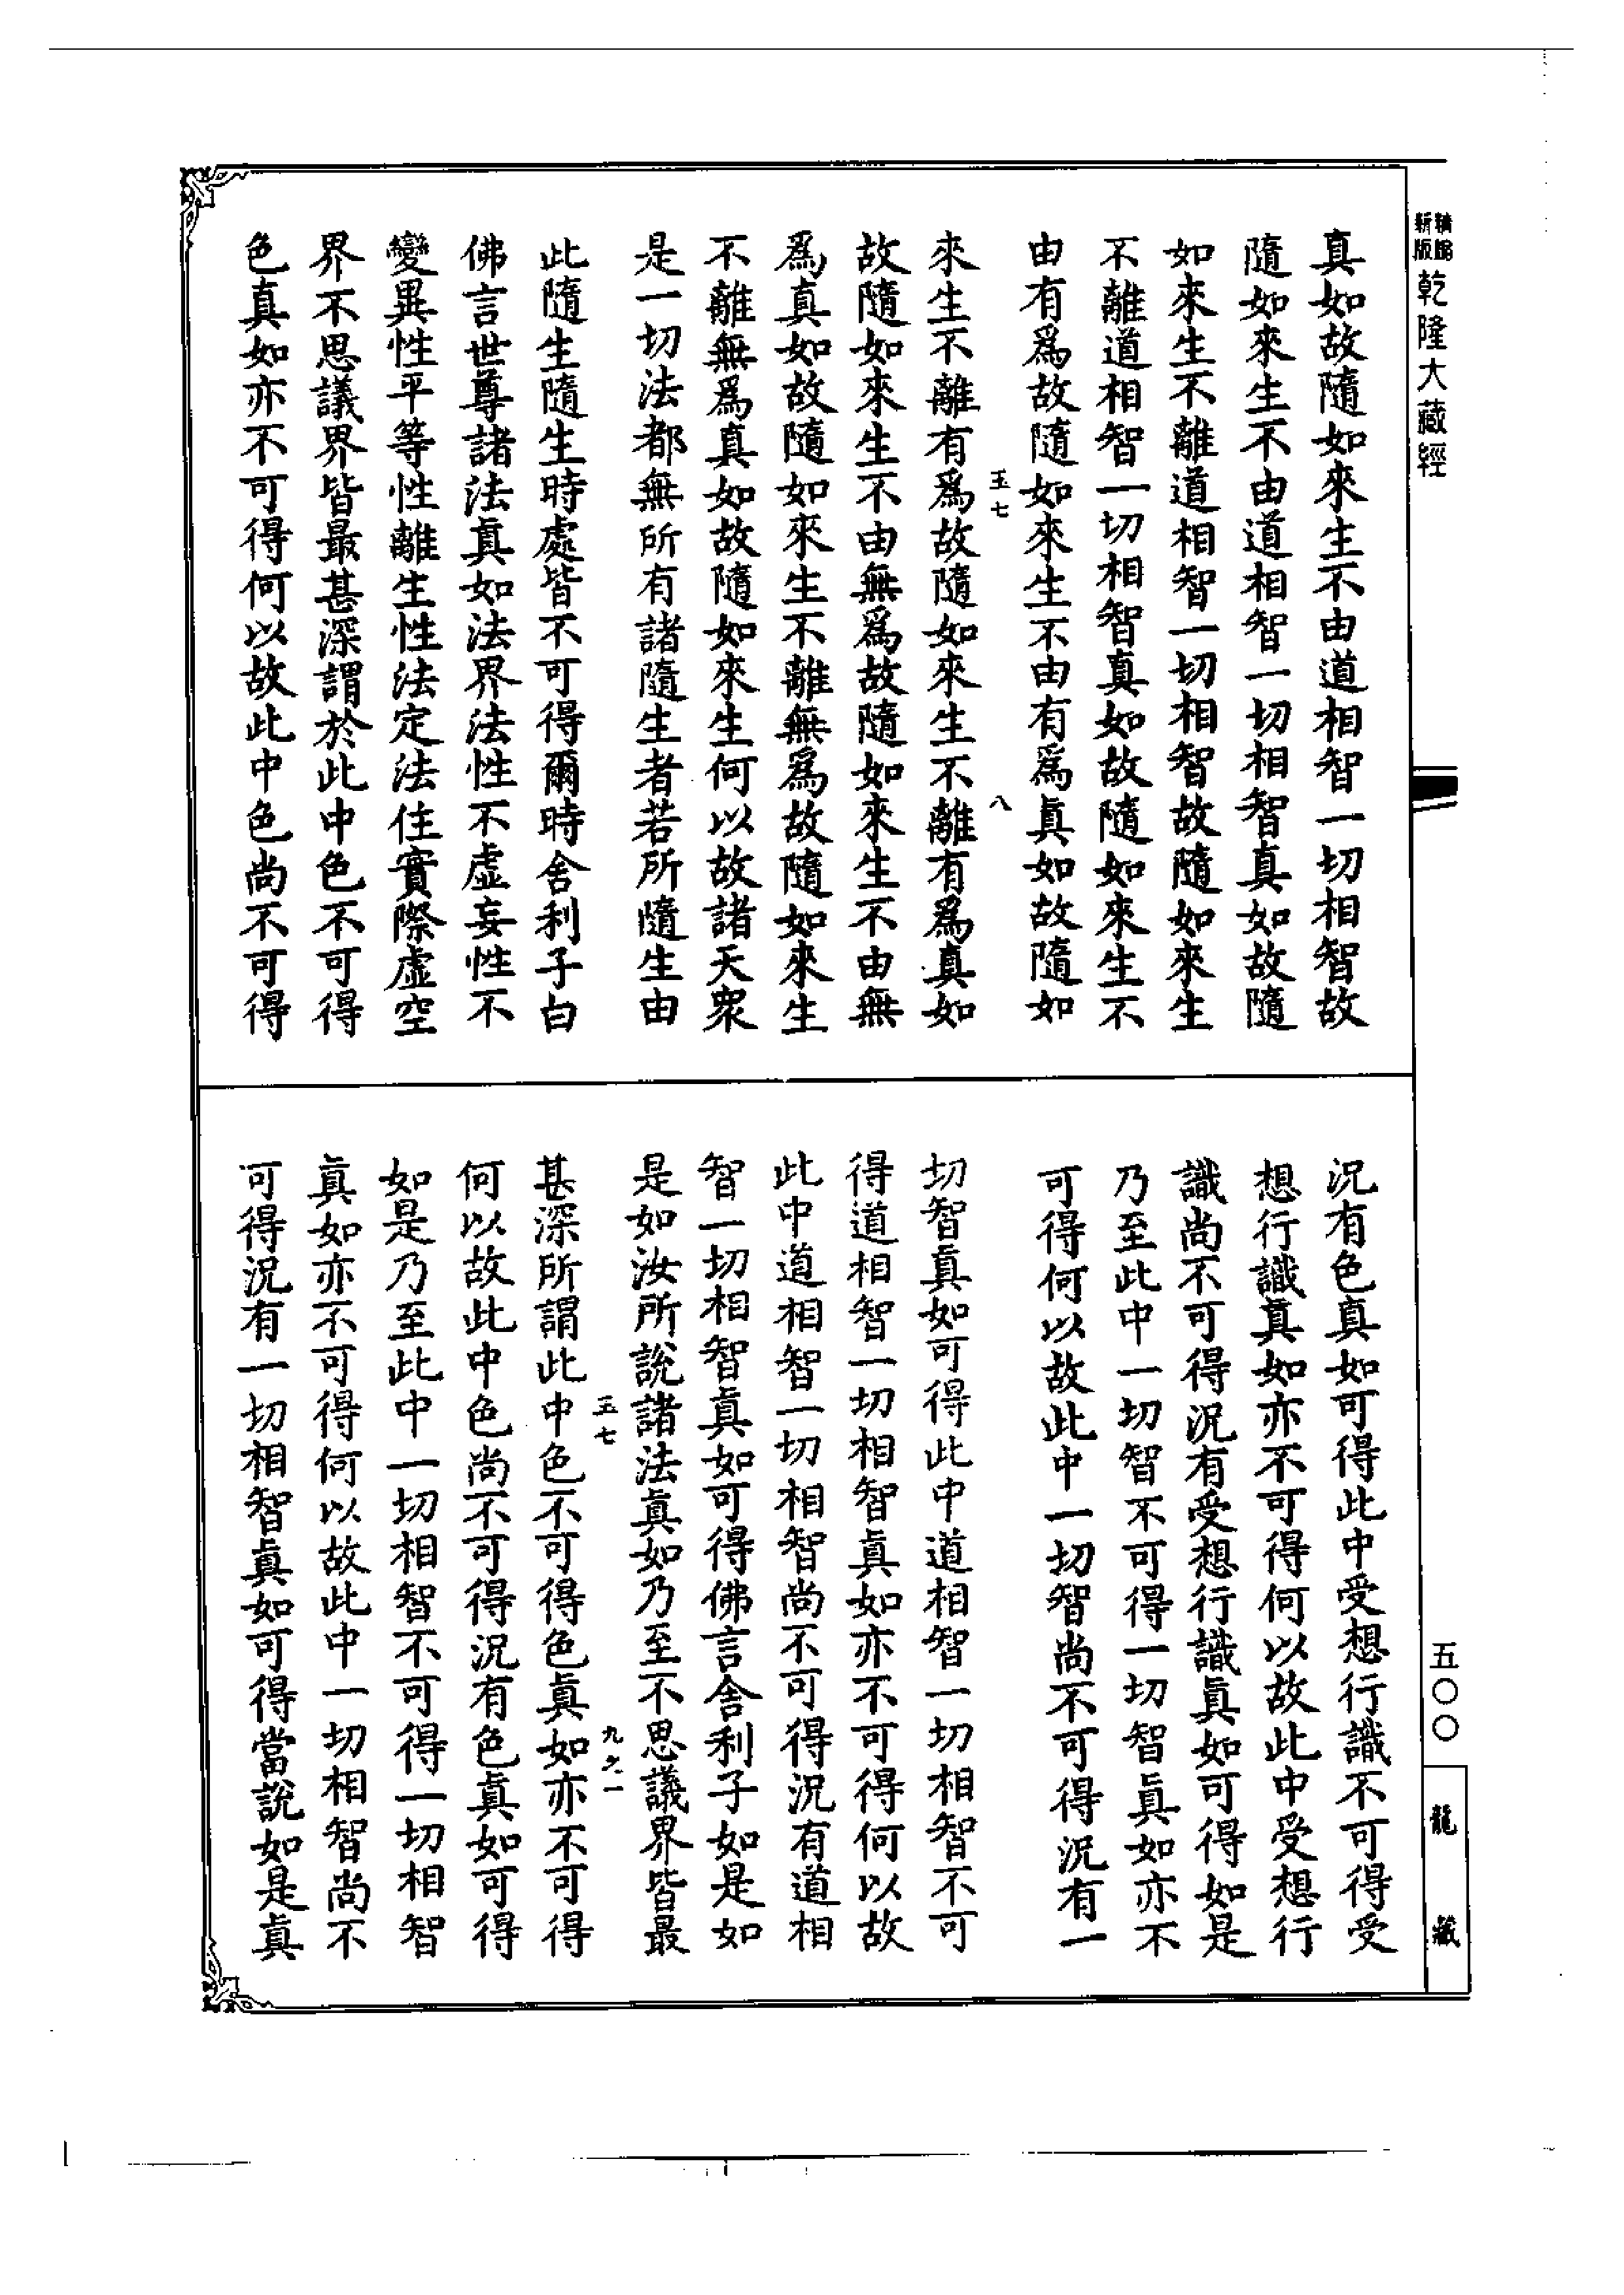 精編新版 乾隆大藏經
真如故隨如來生不由道相智一切相智故
隨如來生不由道相智一切相智真如故隨
如來生不離道相智一切相智故隨如來生
不離道相智一切相智真如故隨如來生不
由有爲故隨如來生不由有爲真如故隨如
玉七 八
來生不離有爲故隨如來生不離有爲真如
故隨如來生不由無爲故隨如來生不由無
爲真如故隨如來生不離無爲故隨如來生
不離無爲真如故隨如來生何以故諸天衆
是一切法都無所有諸隨生者若所隨生由
此隨生隨生時處皆不可得爾時舍利子白
佛言世尊諸法真如法界法性不虛妄性不
變異性平等性離生性法定法住實際虛空
界不思議界皆最甚深謂於此中色不可得
色真如亦不可得何以故此中色尚不可得
況有色真如可得此中受想行識不可得受
想行識真如亦不可得何以故此中受想行
識尚不可得況有受想行識真如可得如是
乃至此中一切智不可得一切智真如亦不
可得何以故此中一切智尚不可得況有一
切智真如可得此中道相智一切相智不可
得道相智一切相智真如亦不可得何以故
此中道相智一切相智尚不可得況有道相
智一切相智真如可得佛言舍利子如是如
是如汝所說諸法真如乃至不思議界皆最
玉七 九之一
甚深所謂此中色不可得色真如亦不可得
何以故此中色尚不可得況有色真如可得
如是乃至此中一切相智不可得一切相智
真如亦不可得何以故此中一切相智尚不
可得況有一切相智真如可得當說如是真
五〇〇
龍藏